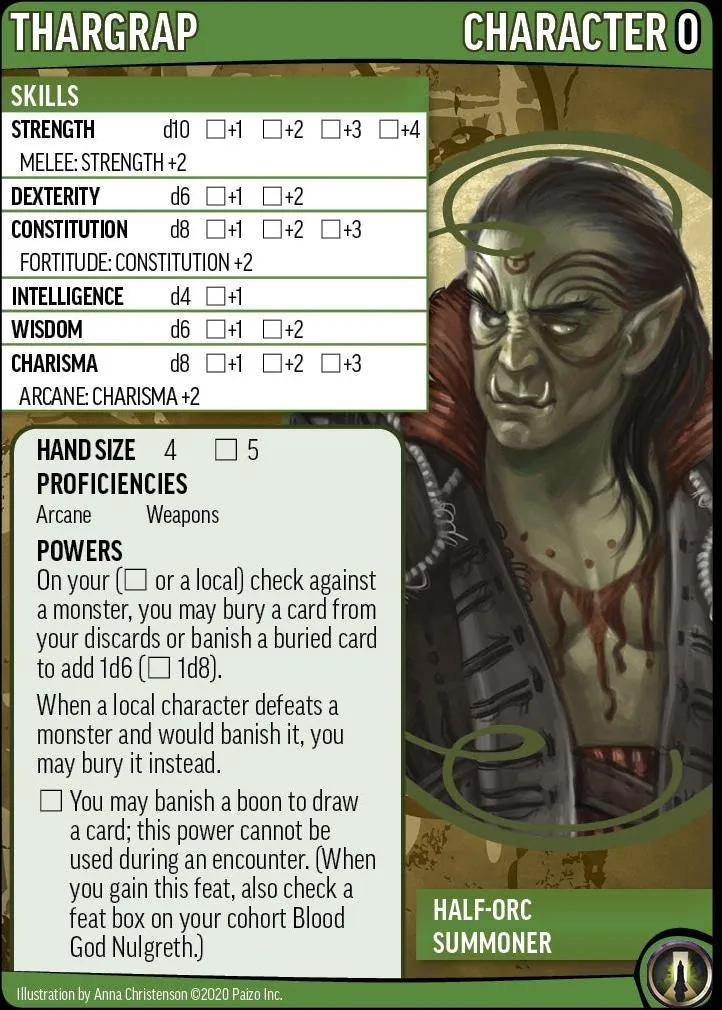 THARGRAP
CHARACTER 0
SKILLS
STRENGTH d10 □+1 □+2 □+3 □+4
MELEE: STRENGTH +2
DEXTERITY d6 □+1 □+2
CONSTITUTION d8 □+1 □+2 □+3
FORTITUDE: CONSTITUTION +2
INTELLIGENCE d4 □+1
WISDOM d6 □+1 □+2
CHARISMA d8 □+1 □+2 □+3
ARCANE: CHARISMA +2
HAND SIZE 4 □ 5
PROFICIENCIES
Arcane Weapons
POWERS
On your (□ or a local) check against
a monster, you may bury a card from
your discards or banish a buried card
to add 1d6 (□ 1d8).
When a local character defeats a
monster and would banish it, you
may bury it instead.
□ You may banish a boon to draw
a card; this power cannot be
used during an encounter. (When
you gain this feat, also check a
feat box on your cohort Blood
God Nulgreth.)
HALF-ORC
SUMMONER
Illustration by Anna Christenson ©2020 Paizo Inc.